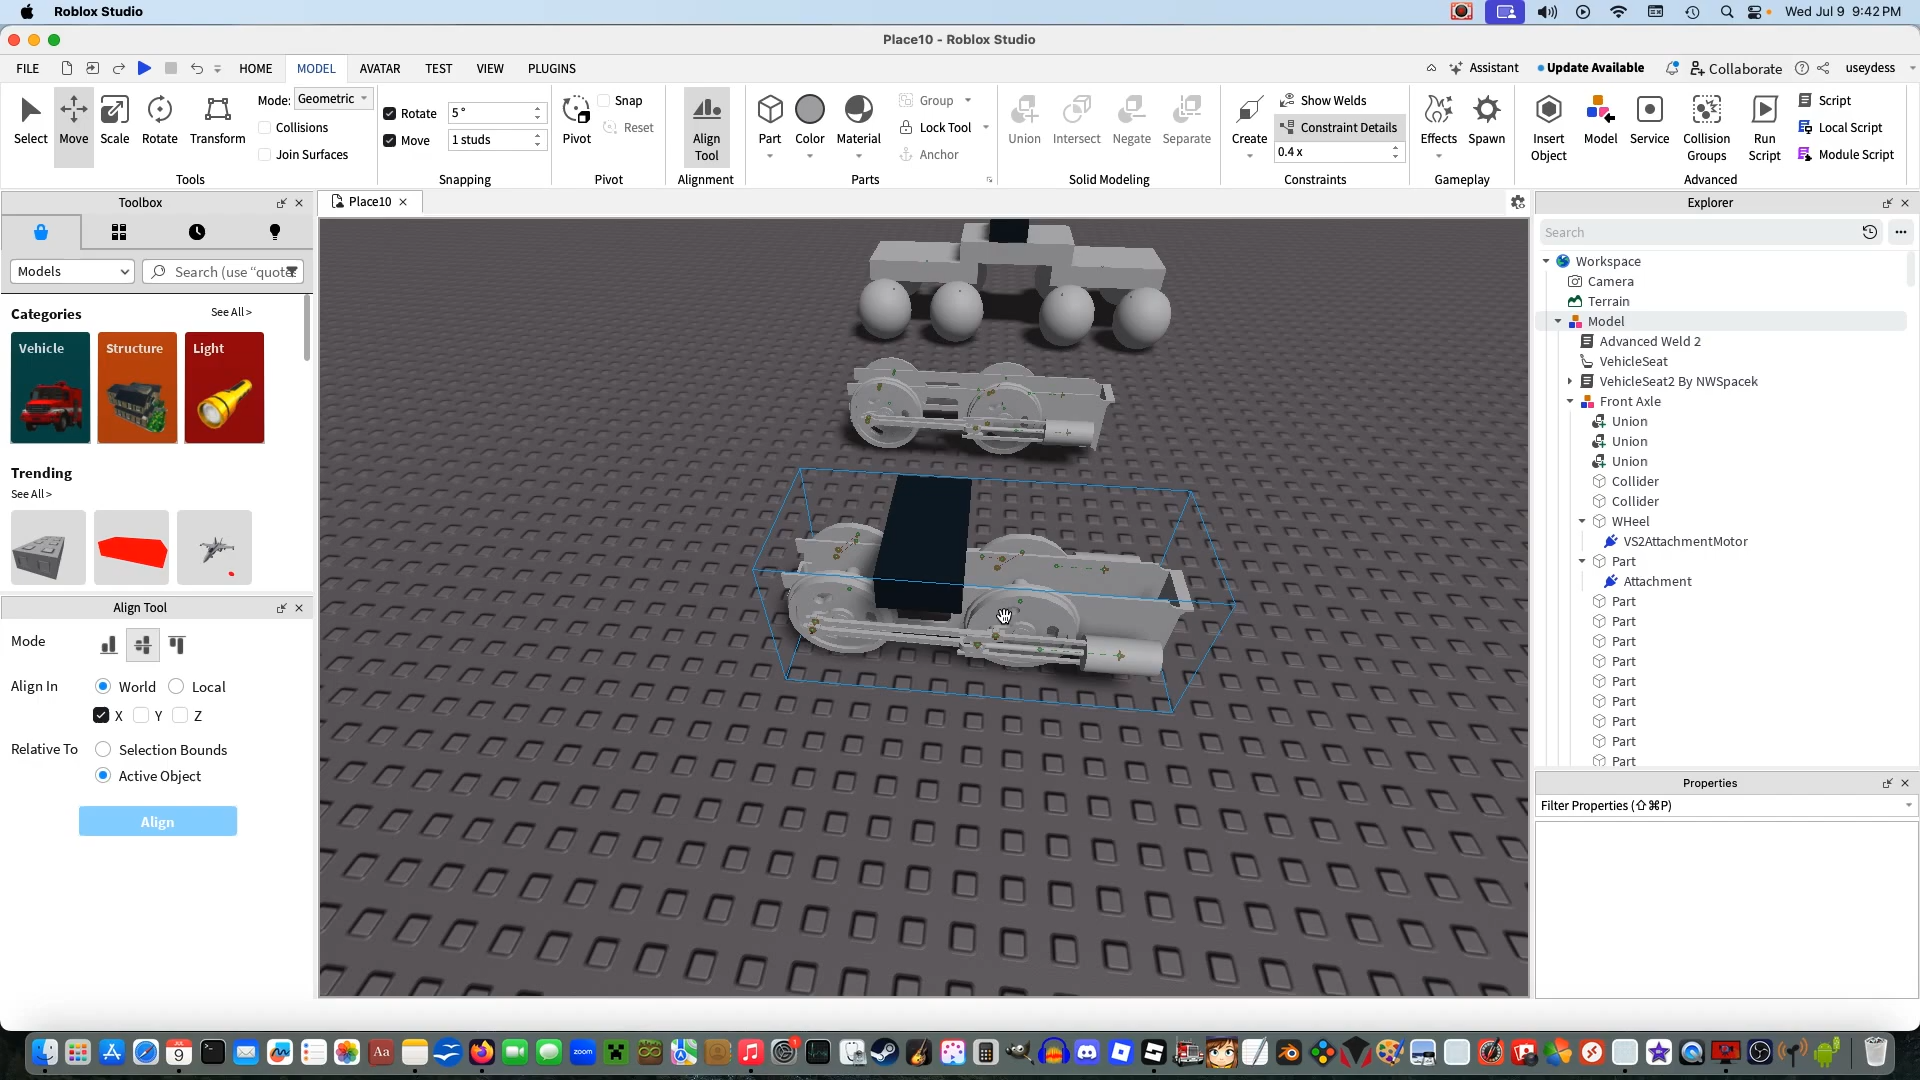 Roblox Studio
Wed Jul 9 9:42 PM
Place10 - Roblox Studio
FILE
HOME
MODEL
AVATAR
TEST
VIEW
PLUGINS
Assistant
Update Available
Collaborate
useydess
Select
Move
Scale
Rotate
Transform
Mode:
Geometric
Collisions
Join Surfaces
Tools
Rotate
5 °
Move
1 studs
Snapping
Pivot
Snap
Reset
Pivot
Align
Tool
Alignment
Part
Color
Material
Group
Lock Tool
Anchor
Parts
Union
Intersect
Negate
Separate
Solid Modeling
Create
Show Welds
Constraint Details
0.4 x
Constraints
Effects
Spawn
Gameplay
Insert
Object
Model
Service
Collision
Groups
Run
Script
Script
Local Script
Module Script
Advanced
Toolbox
Models
Search (use "quote
Categories
See All >
Vehicle
Structure
Light
Trending
See All >
Align Tool
Mode
Align In
World
Local
X
Y
Z
Relative To
Selection Bounds
Active Object
Align
Place10
Explorer
Search
Workspace
Camera
Terrain
Model
Advanced Weld 2
VehicleSeat
VehicleSeat2 By NWSpacek
Front Axle
Union
Union
Union
Collider
Collider
WHeel
VS2AttachmentMotor
Part
Attachment
Part
Part
Part
Part
Part
Part
Part
Part
Part
Properties
Filter Properties (⇧⌘P)
JUL
9
Aa
zoom
1